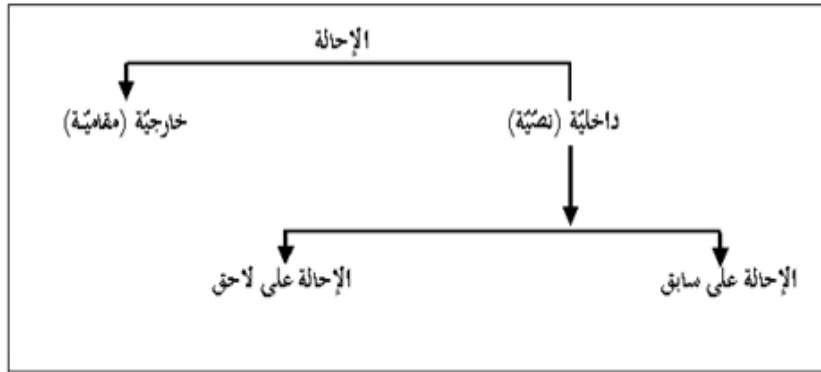 الإحالة
داخليّة (نصّيّة)
خارجيّة (مقاميّة)
الإحالة على سابق
الإحالة على لاحق